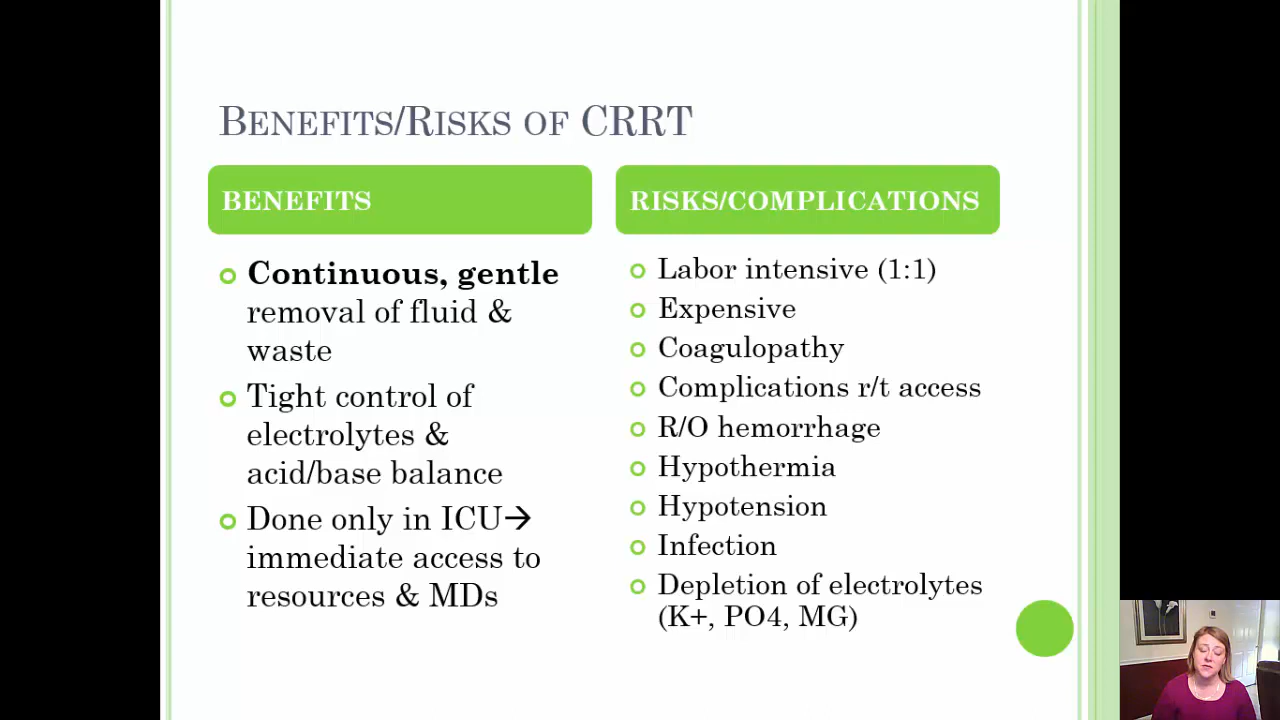 BENEFITS/RISKS OF CRRT
BENEFITS
Continuous, gentle
removal of fluid &
waste
Tight control of
electrolytes &
acid/base balance
Done only in ICU→
immediate access to
resources & MDs
RISKS/COMPLICATIONS
Labor intensive (1:1)
Expensive
Coagulopathy
Complications r/t access
R/O hemorrhage
Hypothermia
Hypotension
Infection
Depletion of electrolytes
(K+, PO4, MG)